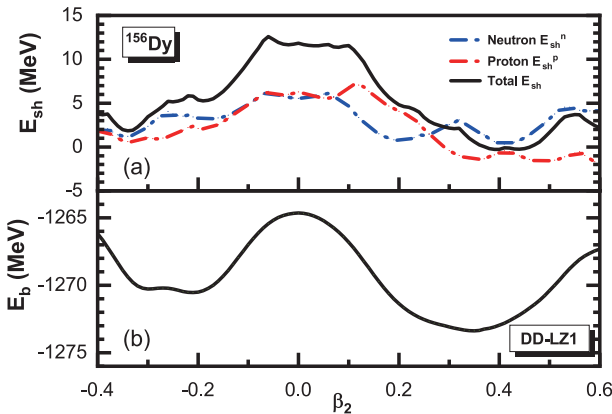 ¹⁵⁶Dy
Neutron E_sh^n
Proton E_sh^p
Total E_sh
15
10
5
0
-5
E_sh (MeV)
(a)
-1265
-1270
-1275
E_b (MeV)
(b)
DD-LZ1
-0.4 -0.2 0.0 0.2 0.4 0.6
β₂